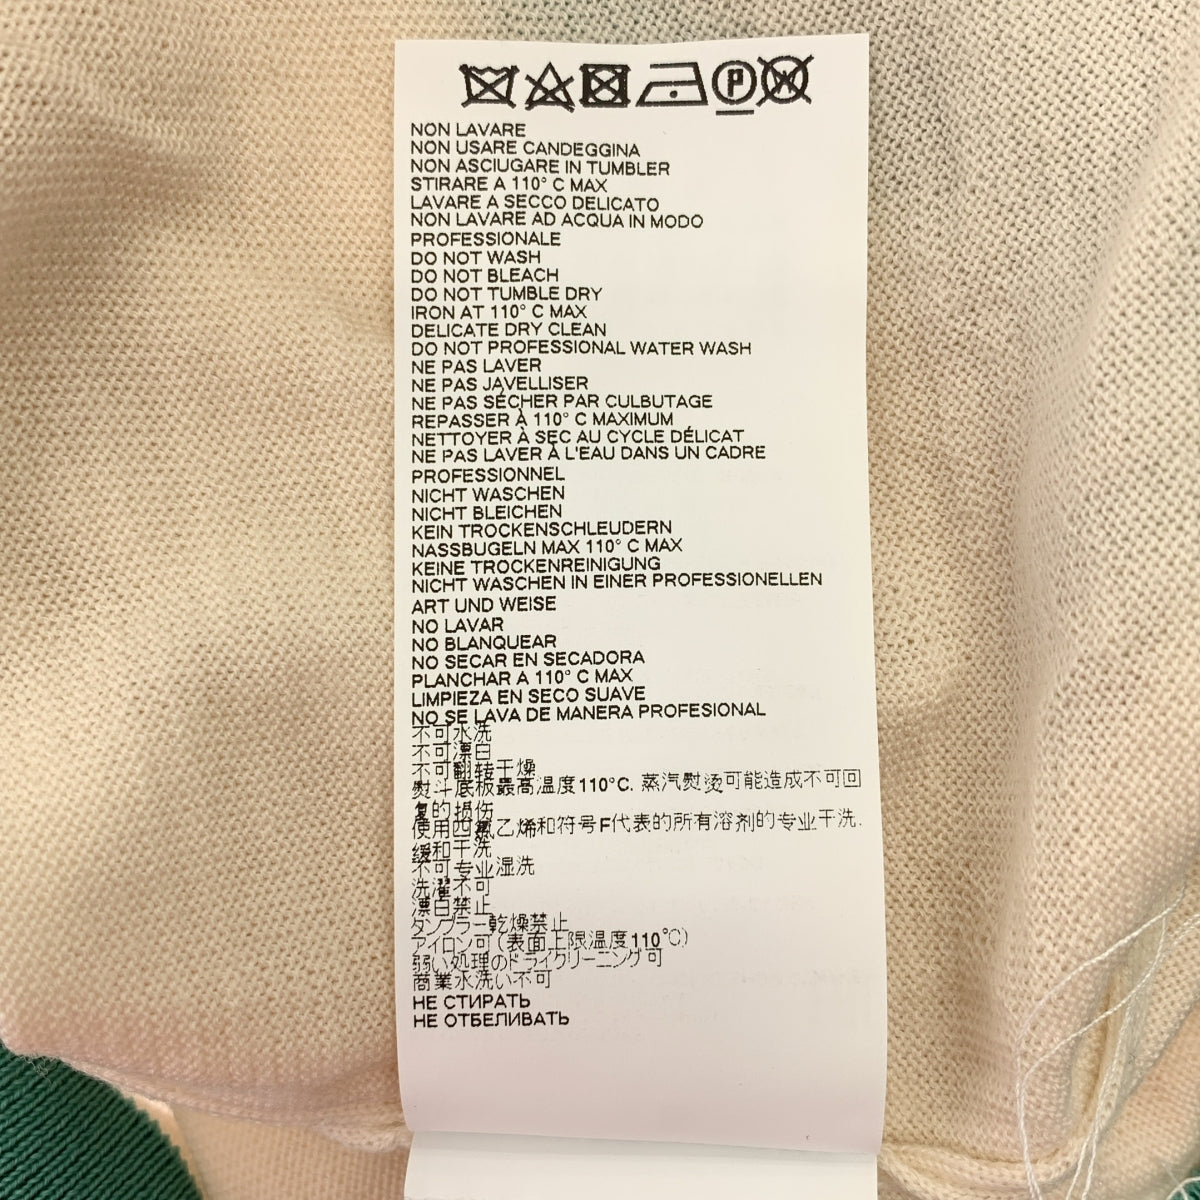 P W
NON LAVARE
NON USARE CANDEGGINA
NON ASCIUGARE IN TUMBLER
STIRARE A 110° C MAX
LAVARE A SECCO DELICATO
NON LAVARE AD ACQUA IN MODO
PROFESSIONALE
DO NOT WASH
DO NOT BLEACH
DO NOT TUMBLE DRY
IRON AT 110° C MAX
DELICATE DRY CLEAN
DO NOT PROFESSIONAL WATER WASH
NE PAS LAVER
NE PAS JAVELLISER
NE PAS SÉCHER PAR CULBUTAGE
REPASSER À 110° C MAXIMUM
NETTOYER À SEC AU CYCLE DÉLICAT
NE PAS LAVER À L'EAU DANS UN CADRE
PROFESSIONNEL
NICHT WASCHEN
NICHT BLEICHEN
KEIN TROCKENSCHLEUDERN
NASSBUGELN MAX 110° C MAX
KEINE TROCKENREINIGUNG
NICHT WASCHEN IN EINER PROFESSIONELLEN
ART UND WEISE
NO LAVAR
NO BLANQUEAR
NO SECAR EN SECADORA
PLANCHAR A 110° C MAX
LIMPIEZA EN SECO SUAVE
NO SE LAVA DE MANERA PROFESIONAL
不可水洗
不可漂白
不可翻转干燥
熨斗底板最高温度110°C. 蒸汽熨烫可能造成不可回
复的损伤
使用四氯乙烯和符号F代表的所有溶剂的专业干洗.
缓和干洗
不可专业湿洗
洗濯不可
漂白禁止
タンブラー乾燥禁止
アイロン可(表面上限温度110℃)
弱い処理のドライクリーニング可
商業水洗い不可
НЕ СТИРАТЬ
НЕ ОТБЕЛИВАТЬ